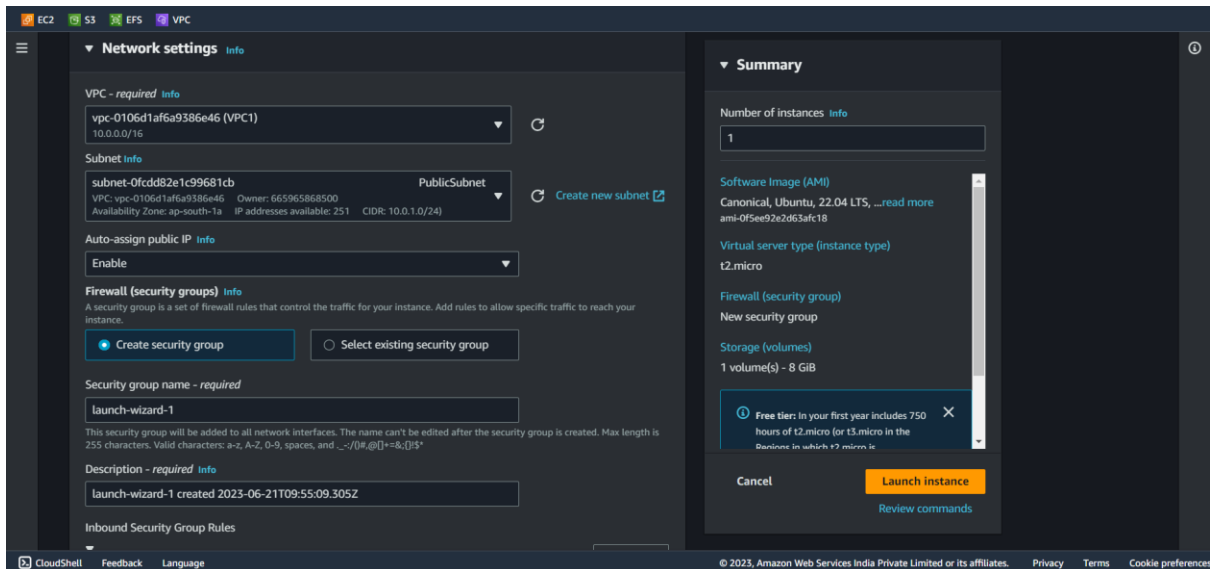 EC2 S3 EFS VPC
Network settings Info
VPC - required Info
vpc-0106d1af6a9386e46 (VPC1)
10.0.0.0/16
Subnet Info
subnet-0fcdd82e1c99681cb PublicSubnet
VPC: vpc-0106d1af6a9386e46 Owner: 665965868500
Availability Zone: ap-south-1a IP addresses available: 251 CIDR: 10.0.1.0/24)
Create new subnet
Auto-assign public IP Info
Enable
Firewall (security groups) Info
A security group is a set of firewall rules that control the traffic for your instance. Add rules to allow specific traffic to reach your
instance.
Create security group
Select existing security group
Security group name - required
launch-wizard-1
This security group will be added to all network interfaces. The name can't be edited after the security group is created. Max length is
255 characters. Valid characters: a-z, A-Z, 0-9, spaces, and ._-:/()#,@[]+=&;{}!$*
Description - required Info
launch-wizard-1 created 2023-06-21T09:55:09.305Z
Inbound Security Group Rules
Summary
Number of instances Info
1
Software Image (AMI)
Canonical, Ubuntu, 22.04 LTS, ...read more
ami-0f5ee92e2d63afc18
Virtual server type (instance type)
t2.micro
Firewall (security group)
New security group
Storage (volumes)
1 volume(s) - 8 GiB
Free tier: In your first year includes 750
hours of t2.micro (or t3.micro in the
Regions in which t2.micro is
Cancel
Launch instance
Review commands
CloudShell Feedback Language
© 2023, Amazon Web Services India Private Limited or its affiliates. Privacy Terms Cookie preferences